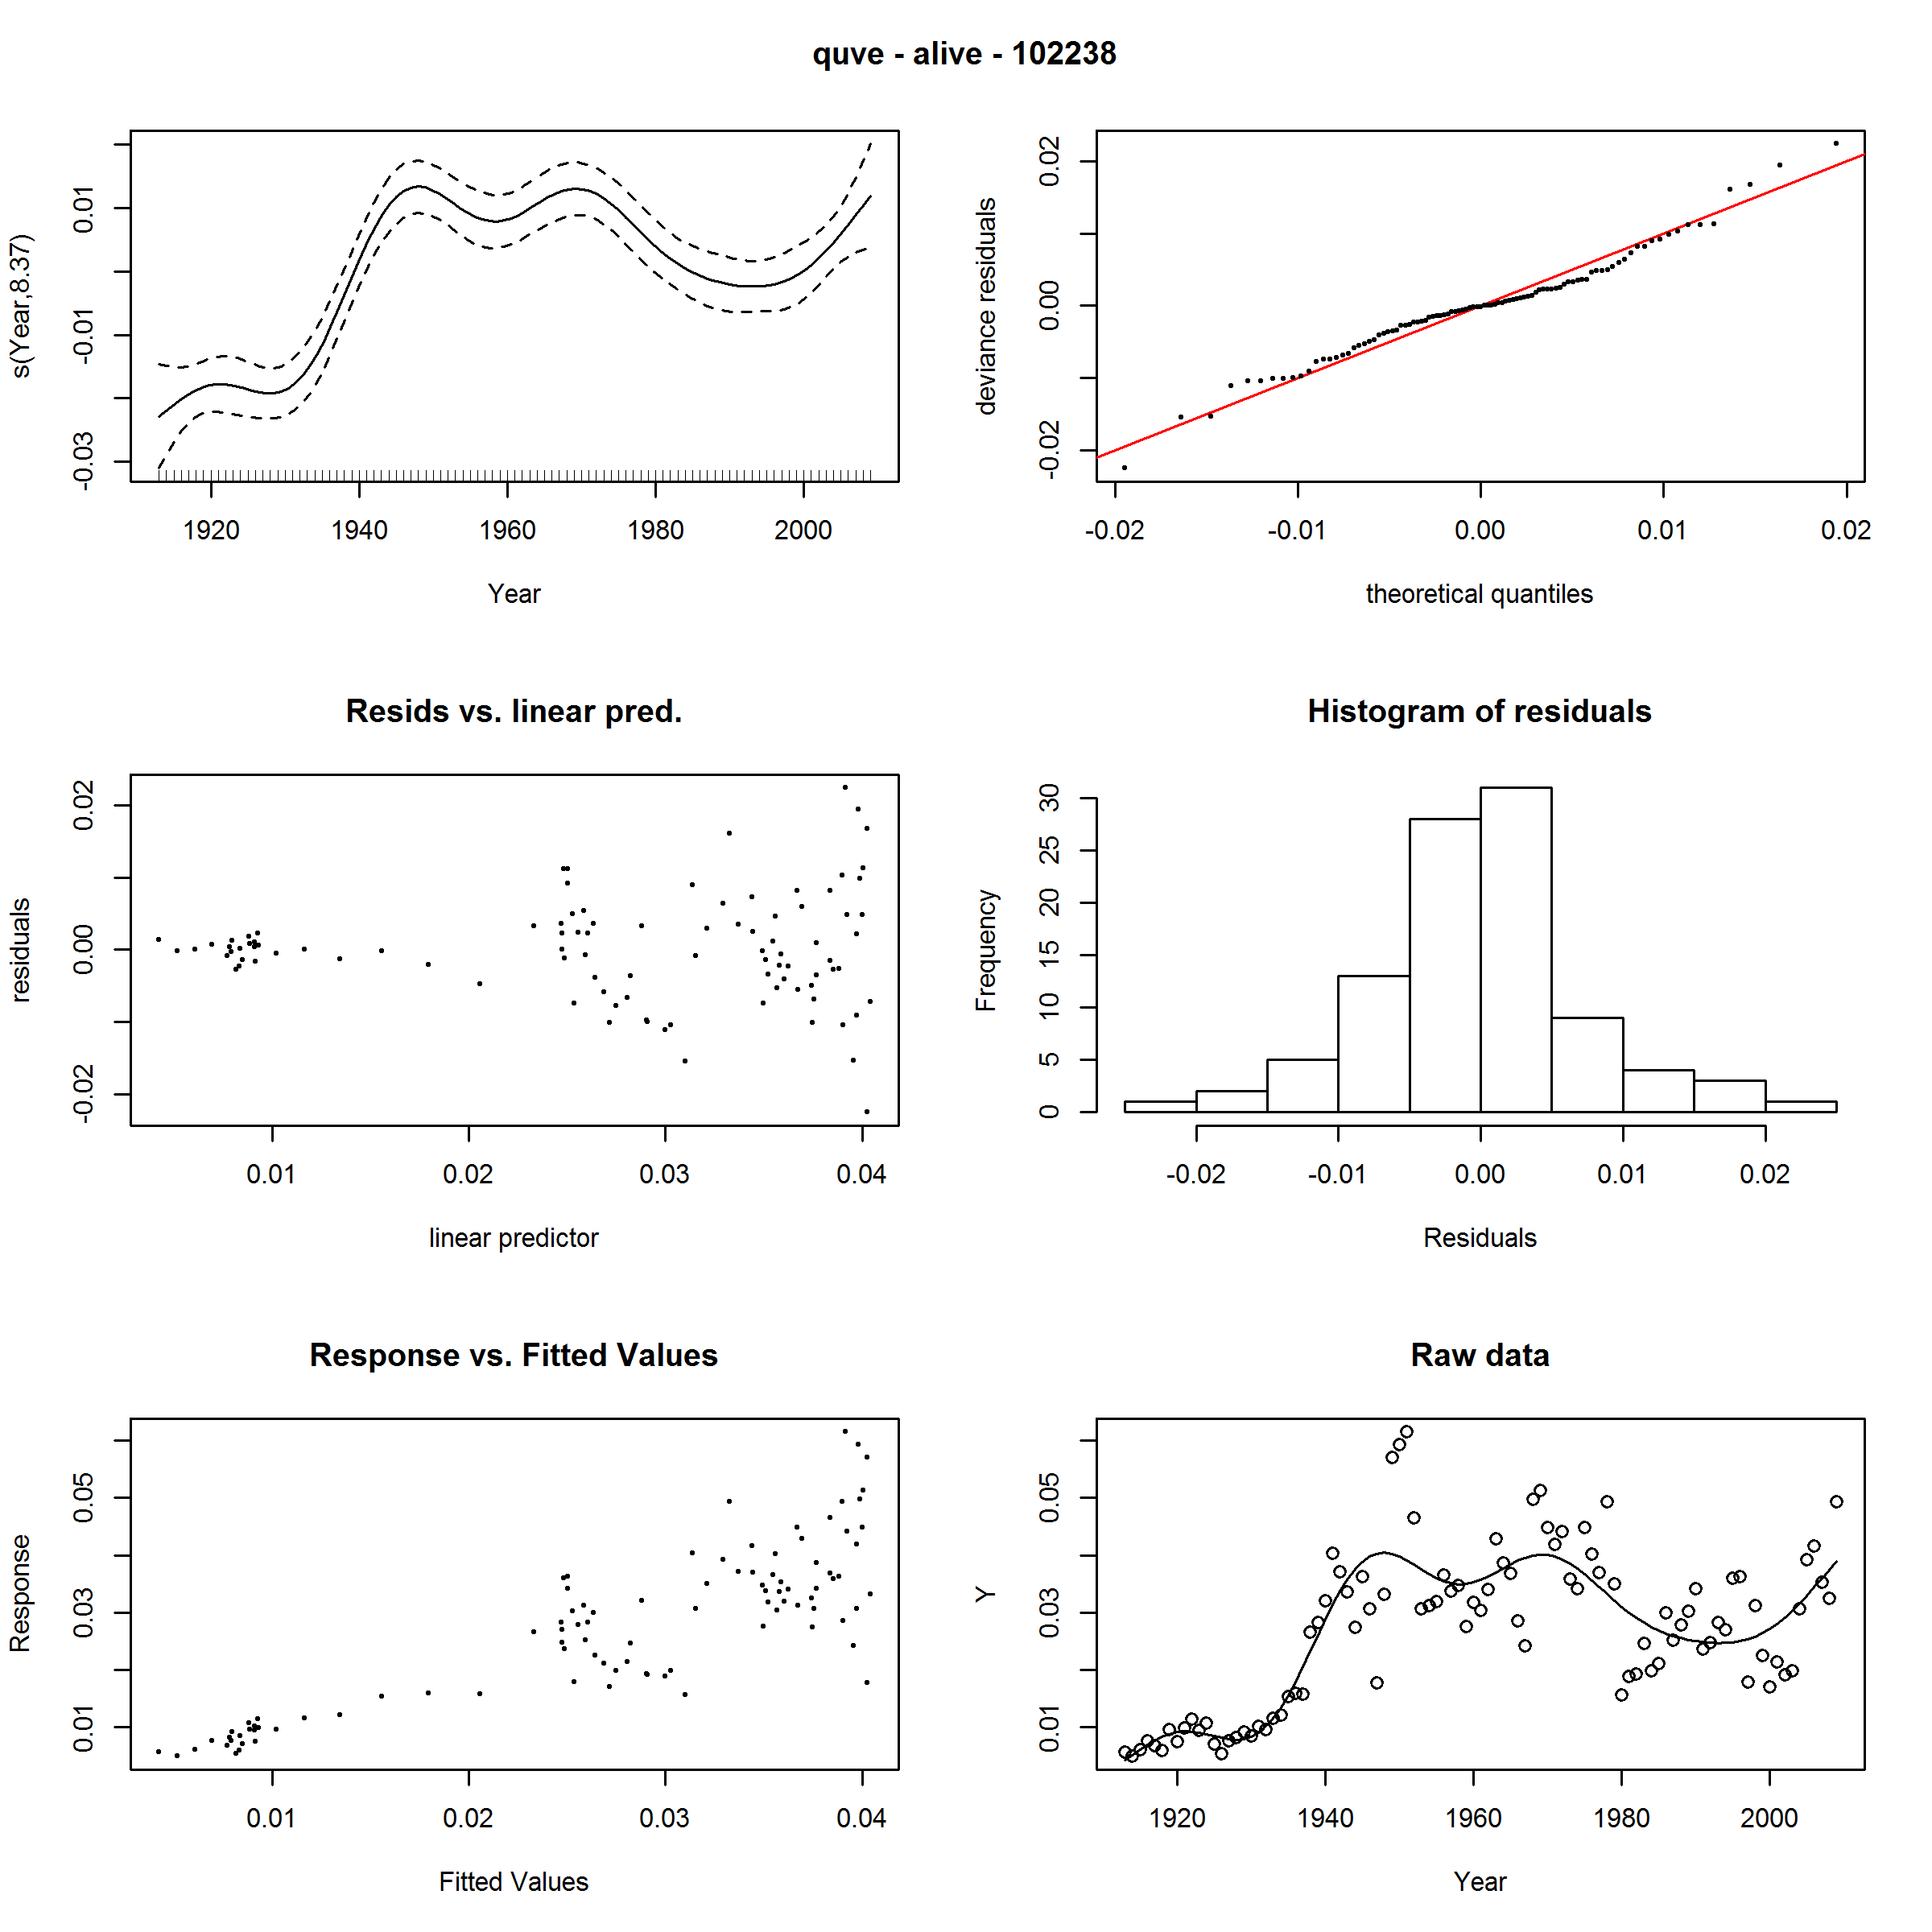 quve - alive - 102238
s(Year,8.37)
0.01
-0.01
-0.03
1920 1940 1960 1980 2000
Year
deviance residuals
0.02
0.00
-0.02
-0.02 -0.01 0.00 0.01 0.02
theoretical quantiles
Resids vs. linear pred.
residuals
0.02
0.00
-0.02
0.01 0.02 0.03 0.04
linear predictor
Histogram of residuals
Frequency
30
25
20
15
10
5
0
-0.02 -0.01 0.00 0.01 0.02
Residuals
Response vs. Fitted Values
Response
0.05
0.03
0.01
0.01 0.02 0.03 0.04
Fitted Values
Raw data
Y
0.05
0.03
0.01
1920 1940 1960 1980 2000
Year